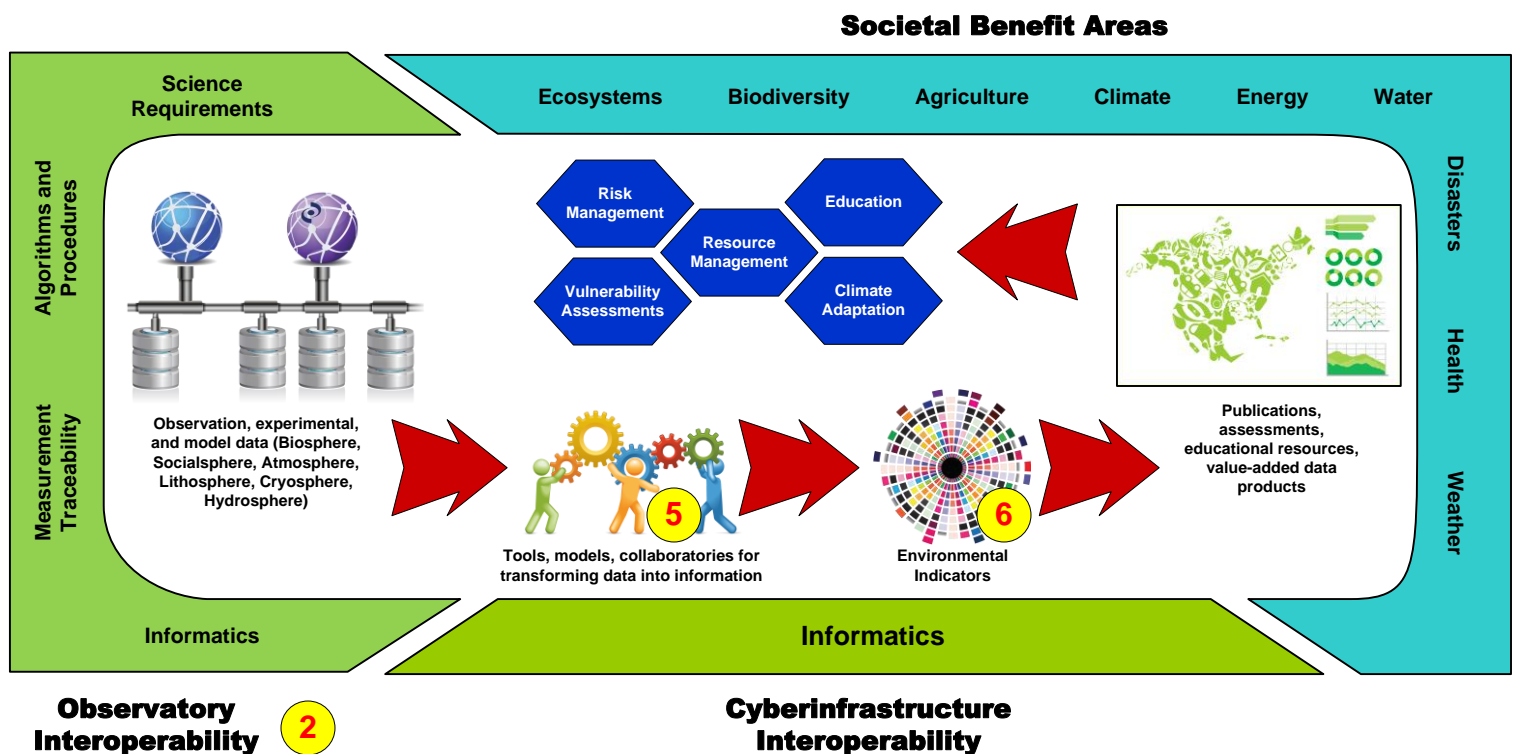 Societal Benefit Areas
Science
Requirements
Ecosystems
Biodiversity
Agriculture
Climate
Energy
Water
Algorithms and
Procedures
Measurement
Traceability
Risk
Management
Education
Resource
Management
Vulnerability
Assessments
Climate
Adaptation
Disasters
Health
Weather
Observation, experimental,
and model data (Biosphere,
Socialsphere, Atmosphere,
Lithosphere, Cryosphere,
Hydrosphere)
5
Tools, models, collaboratories for
transforming data into information
6
Environmental
Indicators
Publications,
assessments,
educational resources,
value-added data
products
Informatics
Informatics
Observatory
Interoperability
2
Cyberinfrastructure
Interoperability